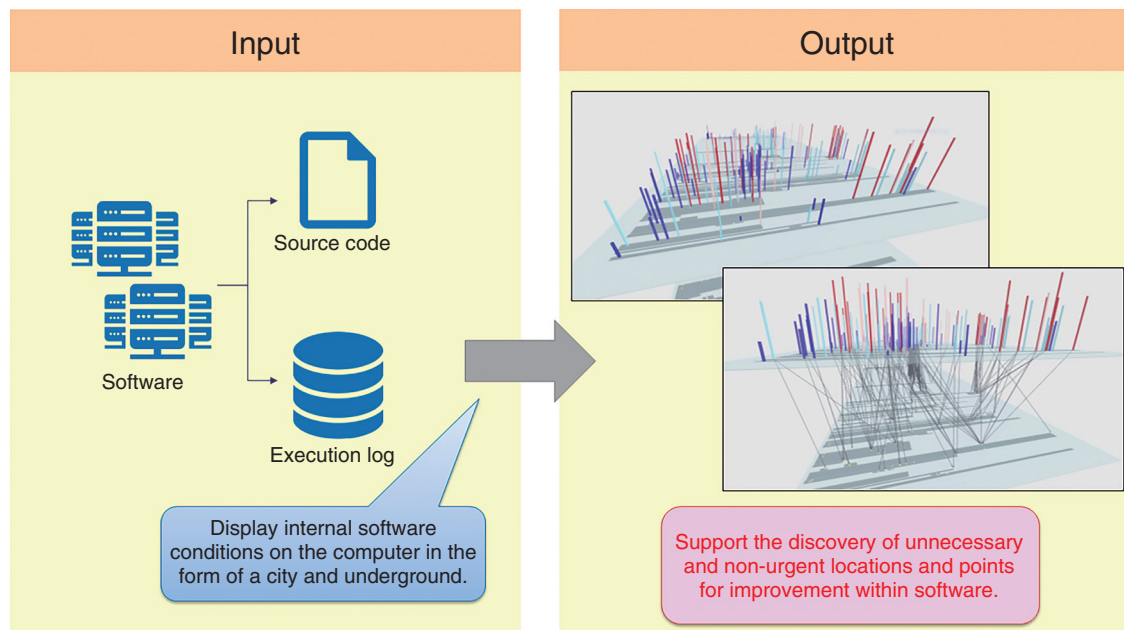 Input
Source code
Software
Execution log
Display internal software
conditions on the computer in the
form of a city and underground.
Output
Support the discovery of unnecessary
and non-urgent locations and points
for improvement within software.